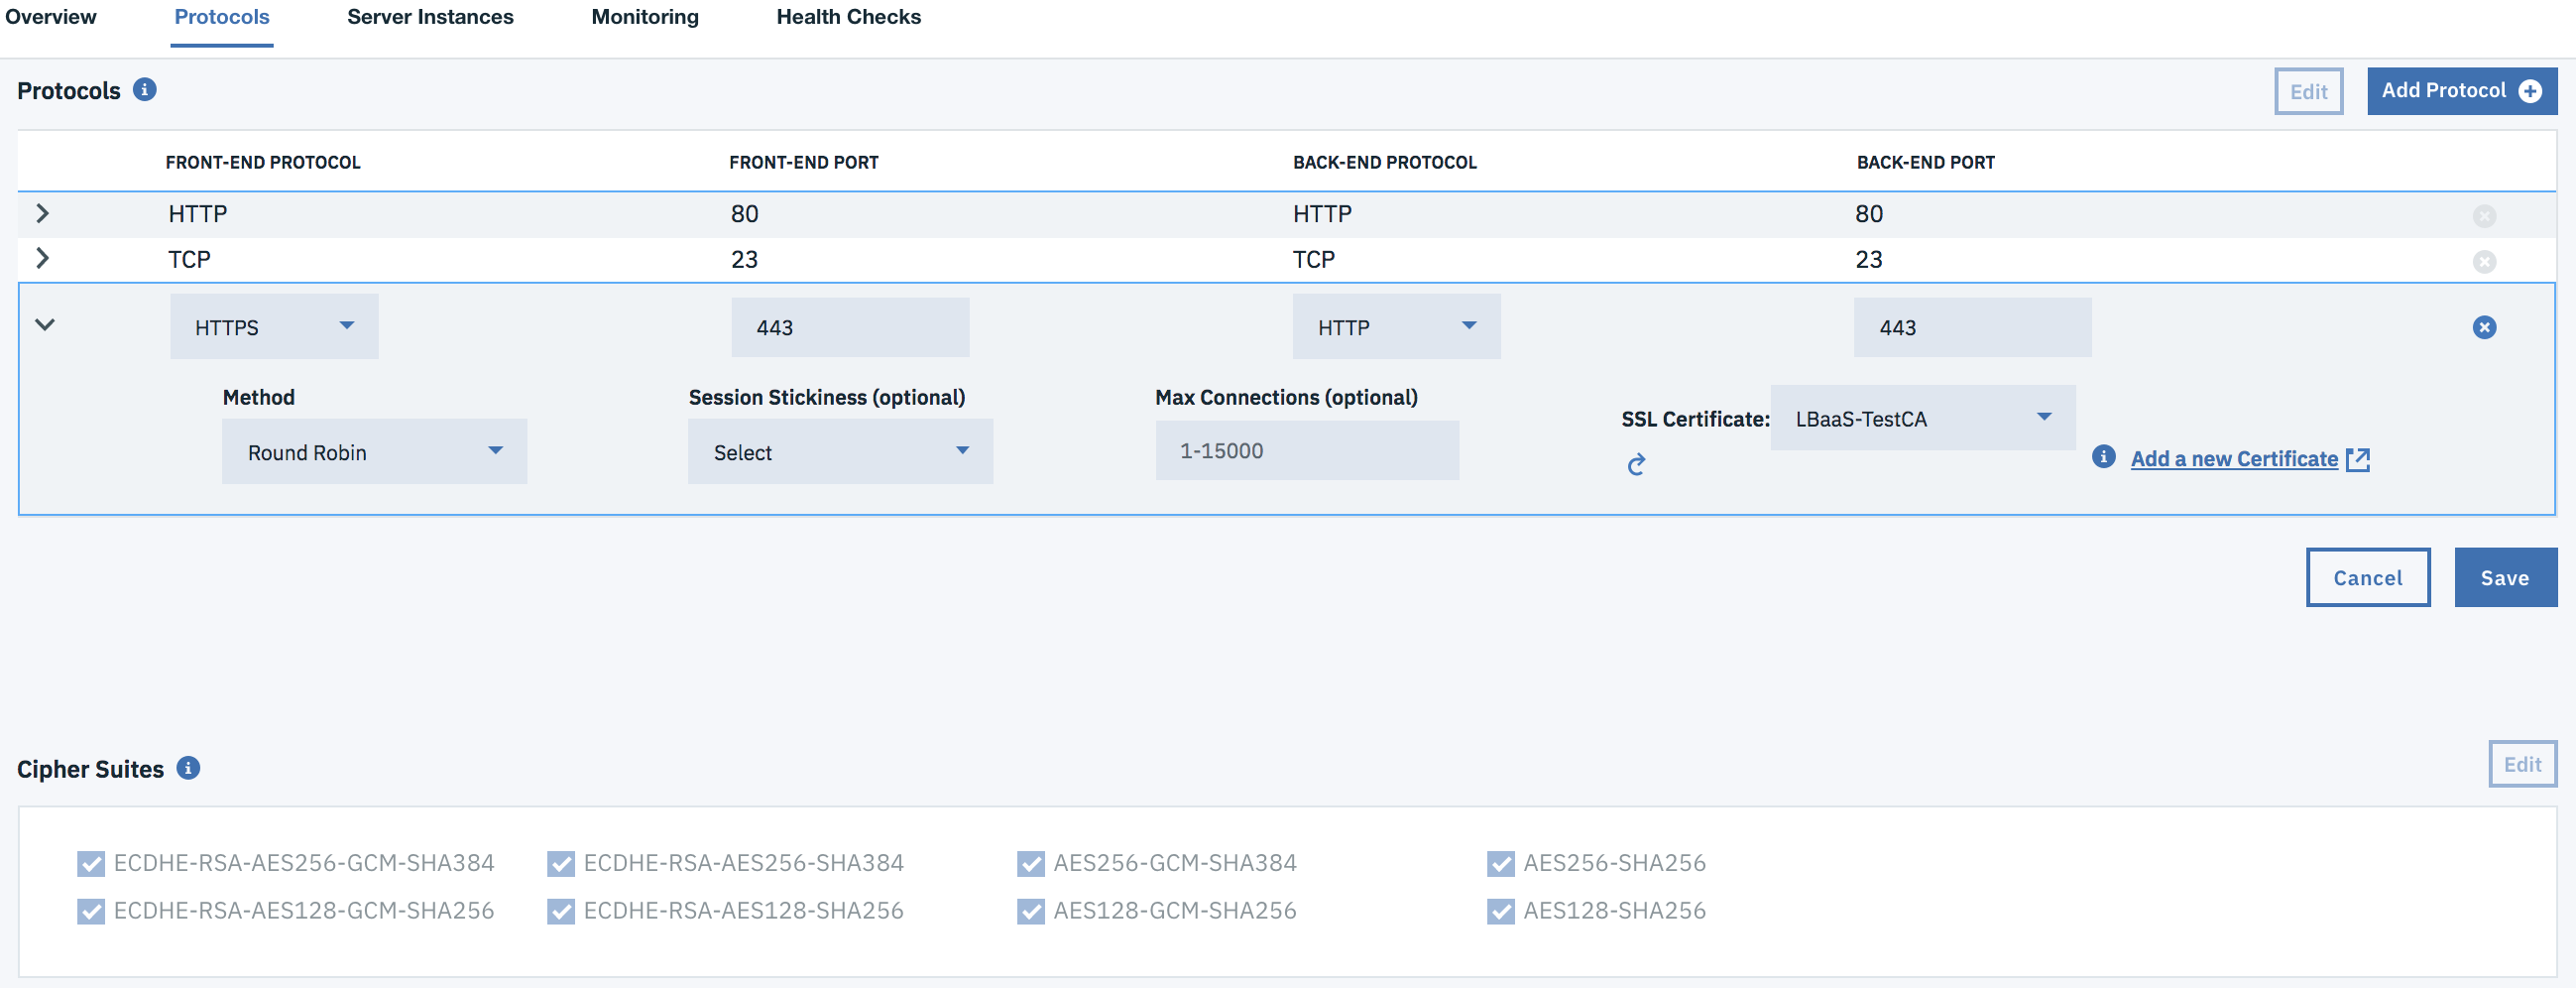 Overview Protocols Server Instances Monitoring Health Checks
Protocols Edit Add Protocol
FRONT-END PROTOCOL FRONT-END PORT BACK-END PROTOCOL BACK-END PORT
HTTP 80 HTTP 80
TCP 23 TCP 23
HTTPS 443 HTTP 443
Method Session Stickiness (optional) Max Connections (optional)
SSL Certificate: LBaaS-TestCA
Round Robin Select 1-15000
Add a new Certificate
Cancel Save
Cipher Suites Edit
ECDHE-RSA-AES256-GCM-SHA384 ECDHE-RSA-AES256-SHA384 AES256-GCM-SHA384 AES256-SHA256
ECDHE-RSA-AES128-GCM-SHA256 ECDHE-RSA-AES128-SHA256 AES128-GCM-SHA256 AES128-SHA256